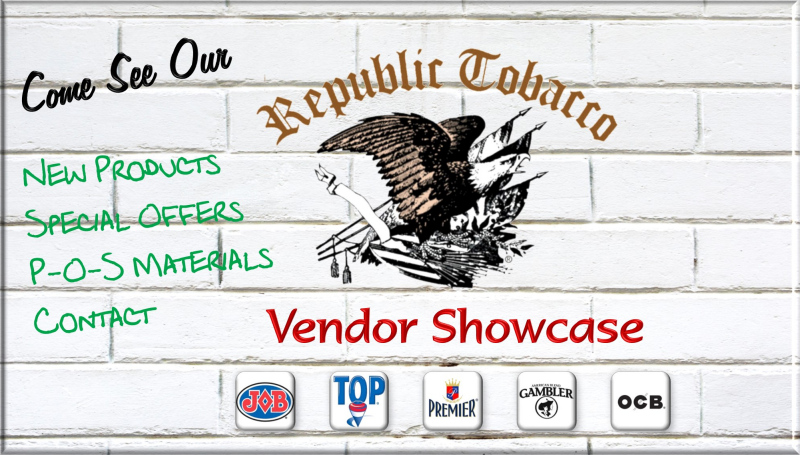 Come See Our
Republic Tobacco
New Products
Special Offers
P-O-S Materials
Contact
®
Vendor Showcase
JOB
TOP
PREMIER
GAMBLER
OCB